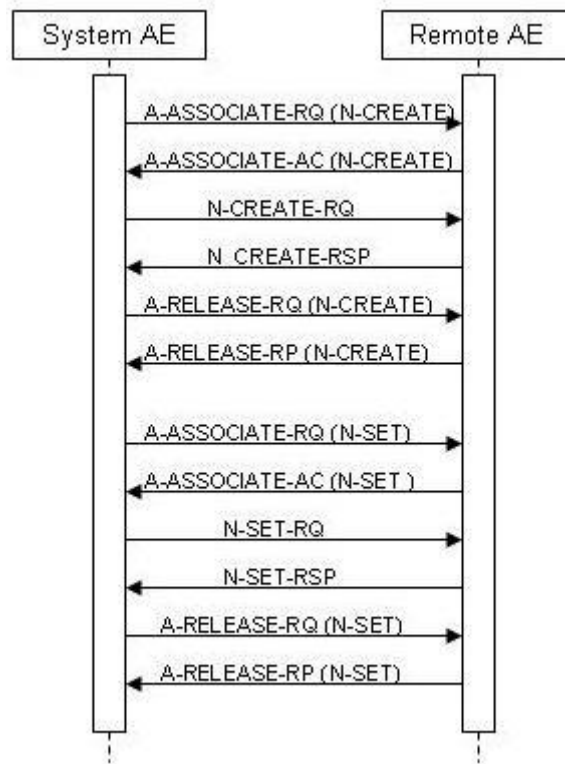 System AE
Remote AE
A-ASSOCIATE-RQ (N-CREATE)
A-ASSOCIATE-AC (N-CREATE)
N-CREATE-RQ
N_CREATE-RSP
A-RELEASE-RQ (N-CREATE)
A-RELEASE-RP (N-CREATE)
A-ASSOCIATE-RQ (N-SET)
A-ASSOCIATE-AC (N-SET )
N-SET-RQ
N-SET-RSP
A-RELEASE-RQ (N-SET)
A-RELEASE-RP (N-SET)